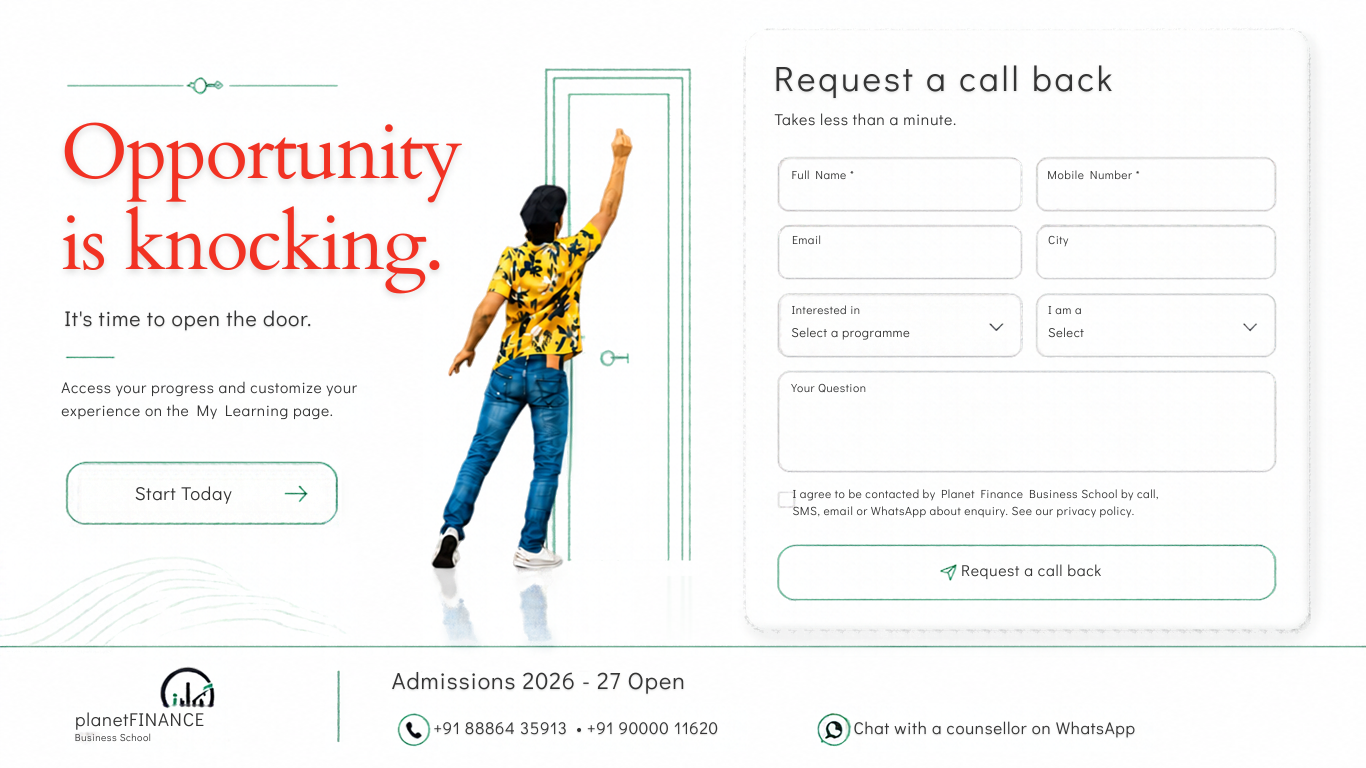 Opportunity
is knocking.
It's time to open the door.
Access your progress and customize your
experience on the My Learning page.
Start Today
Request a call back
Takes less than a minute.
Full Name *
Mobile Number *
Email
City
Interested in
Select a programme
I am a
Select
Your Question
I agree to be contacted by Planet Finance Business School by call,
SMS, email or WhatsApp about enquiry. See our privacy policy.
Request a call back
planetFINANCE
Business School
Admissions 2026 - 27 Open
+91 88864 35913 • +91 90000 11620
Chat with a counsellor on WhatsApp